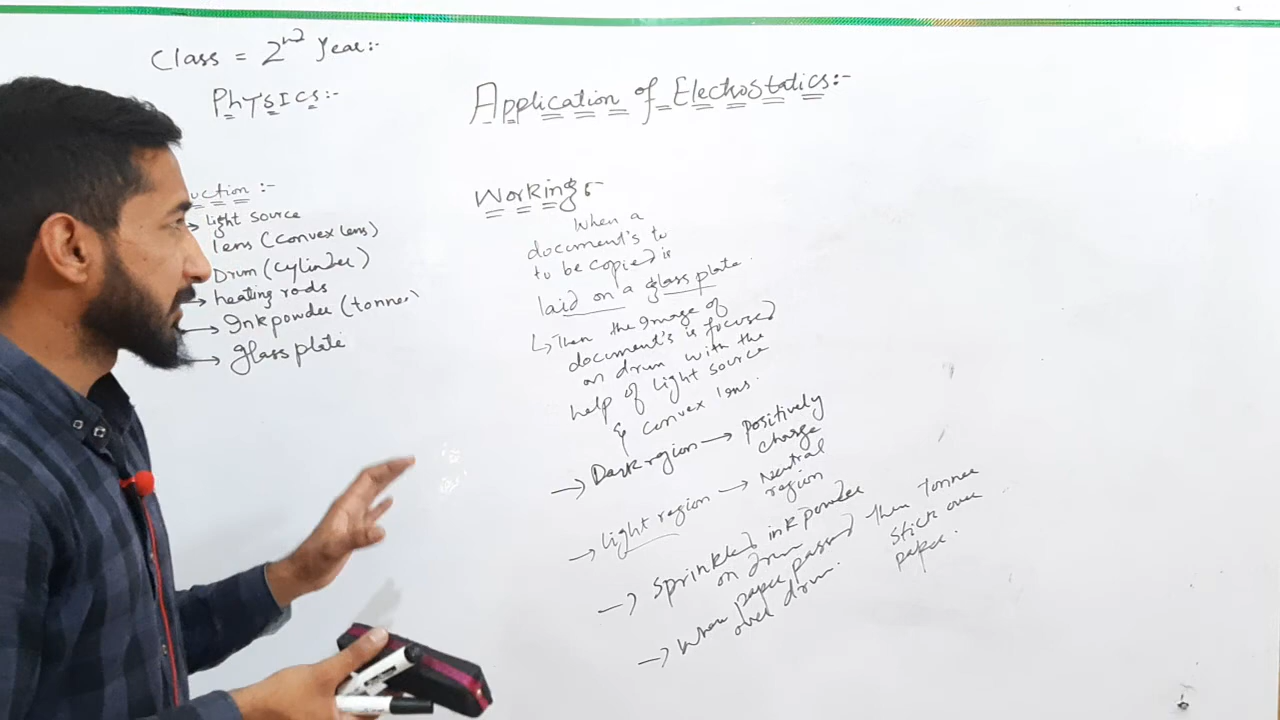 Class = 2nd Year:-
Physics:-
Application of Electrostatics:-
uction :-
→ light source
lens (convex lens)
Drum (cylinder)
→ heating rods
→ Ink powder (tonner)
→ glass plate
Working:-
When a
document's to
to be copied is
laid on a glass plate.
↳ Then the Image of
document's is focused
on drum with the
help of light source
& convex lens.
→ Dark region → positively
charge
→ light region → Neutral
region
→ Sprinkled ink powder
on drum
→ When paper passed
over drum.
Then tonner
stick over
paper.